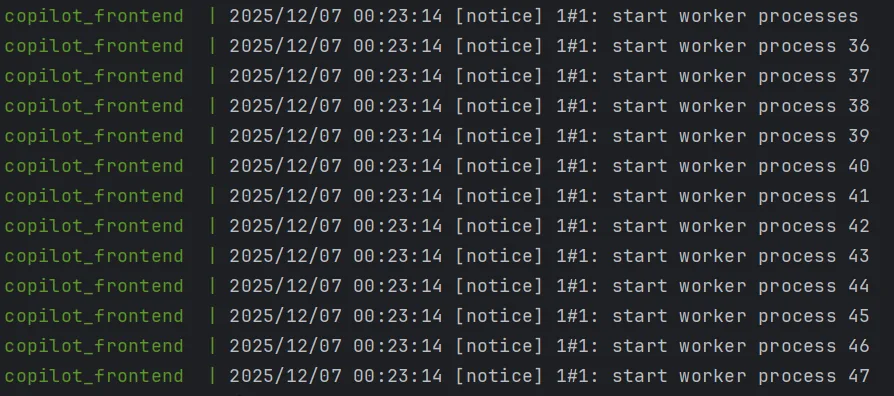 copilot_frontend  | 2025/12/07 00:23:14 [notice] 1#1: start worker processes
copilot_frontend  | 2025/12/07 00:23:14 [notice] 1#1: start worker process 36
copilot_frontend  | 2025/12/07 00:23:14 [notice] 1#1: start worker process 37
copilot_frontend  | 2025/12/07 00:23:14 [notice] 1#1: start worker process 38
copilot_frontend  | 2025/12/07 00:23:14 [notice] 1#1: start worker process 39
copilot_frontend  | 2025/12/07 00:23:14 [notice] 1#1: start worker process 40
copilot_frontend  | 2025/12/07 00:23:14 [notice] 1#1: start worker process 41
copilot_frontend  | 2025/12/07 00:23:14 [notice] 1#1: start worker process 42
copilot_frontend  | 2025/12/07 00:23:14 [notice] 1#1: start worker process 43
copilot_frontend  | 2025/12/07 00:23:14 [notice] 1#1: start worker process 44
copilot_frontend  | 2025/12/07 00:23:14 [notice] 1#1: start worker process 45
copilot_frontend  | 2025/12/07 00:23:14 [notice] 1#1: start worker process 46
copilot_frontend  | 2025/12/07 00:23:14 [notice] 1#1: start worker process 47